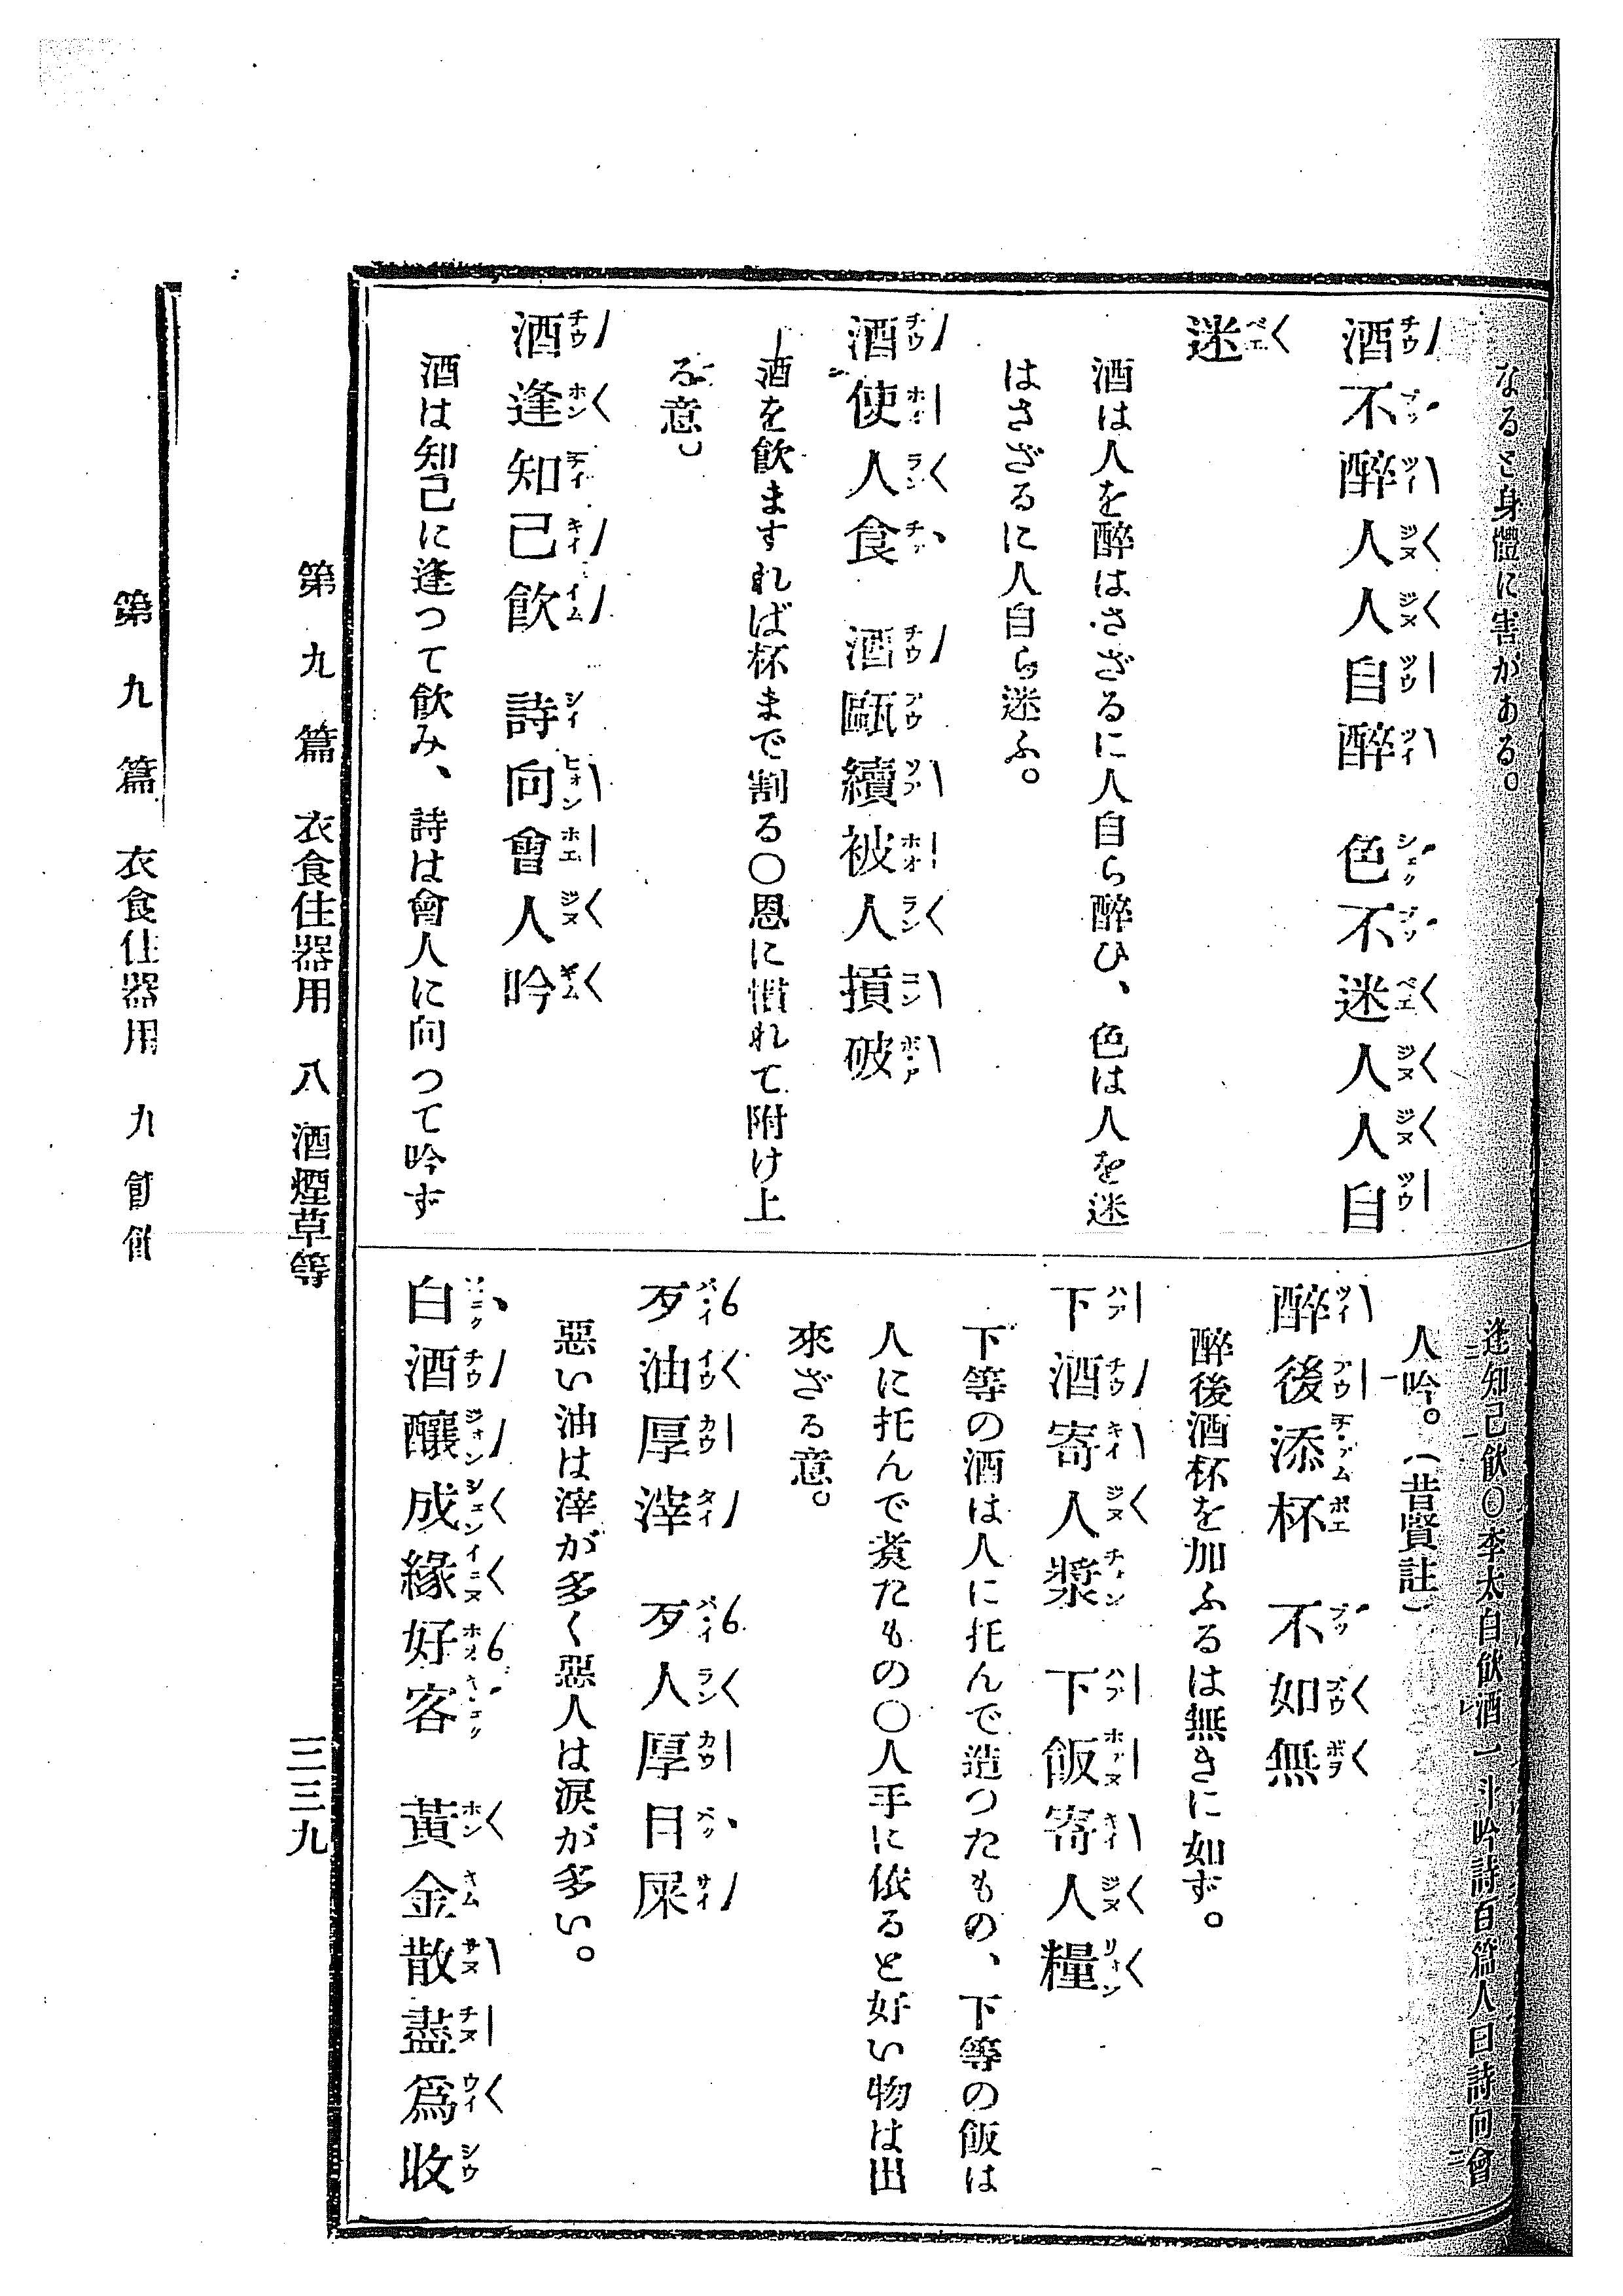 なると身體に害がある。
酒不醉人人自醉　色不迷人人自
迷
酒は人を醉はさざるに人自ら醉ひ、色は人を迷
はさざるに人自ら迷ふ。
酒使人食　酒甌續被人損破
酒を飮ますれば杯まで割る〇恩に慣れて附け上
る意。
酒逢知己飮　詩向會人吟
酒は知己に逢つて飮み、詩は會人に向つて吟ず
逢知己飮〇李太白飮酒一斗吟詩百篇人曰詩向會
人吟。(昔賢註)
醉後添杯　不如無
醉後酒杯を加ふるは無きに如ず。
下酒寄人漿　下飯寄人糧
下等の酒は人に托んで造つたもの、下等の飯は
人に托んで煑たもの〇人手に依ると好い物は出
來ざる意。
歹油厚滓　歹人厚目屎
惡い油は滓が多く惡人は淚が多い。
白酒釀成緣好客　黃金散盡爲收
第九篇　衣食住器用　八　酒煙草等
三三九
第九篇　衣食住器用　九